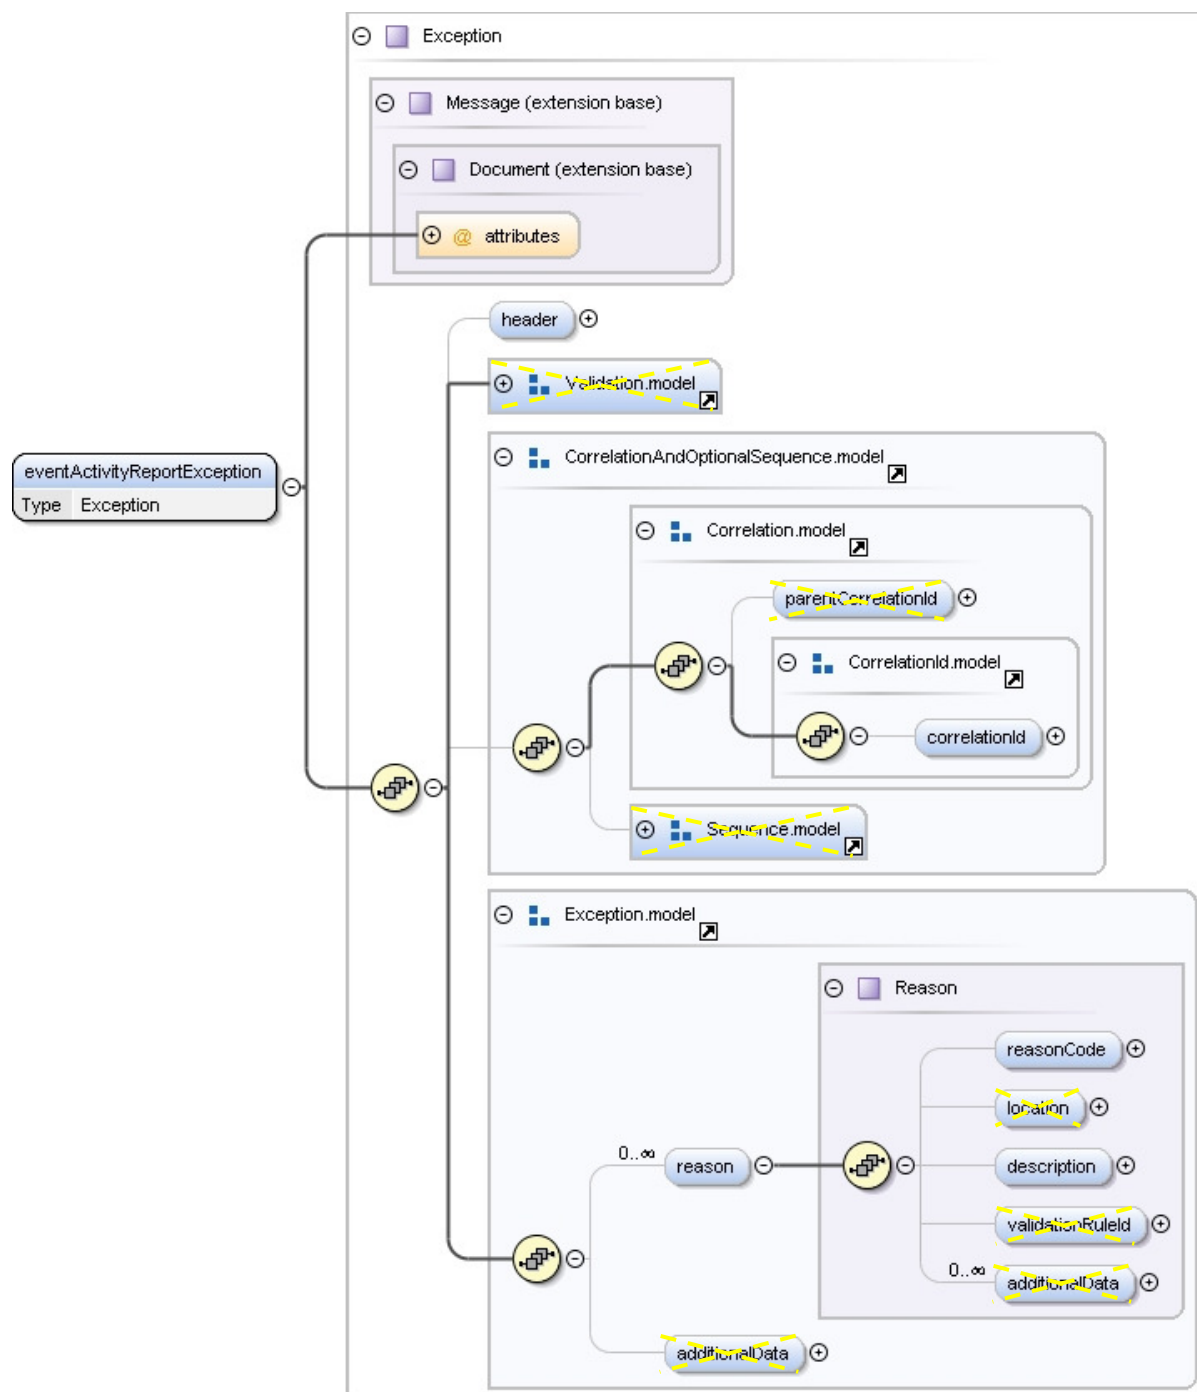 Exception
Message (extension base)
Document (extension base)
@ attributes
header
Validation.model
eventActivityReportException
Type Exception
CorrelationAndOptionalSequence.model
Correlation.model
parentCorrelationId
CorrelationId.model
correlationId
Sequence.model
Exception.model
Reason
reasonCode
location
0..∞
reason
description
validationRuleId
0..∞
additionalData
additionalData